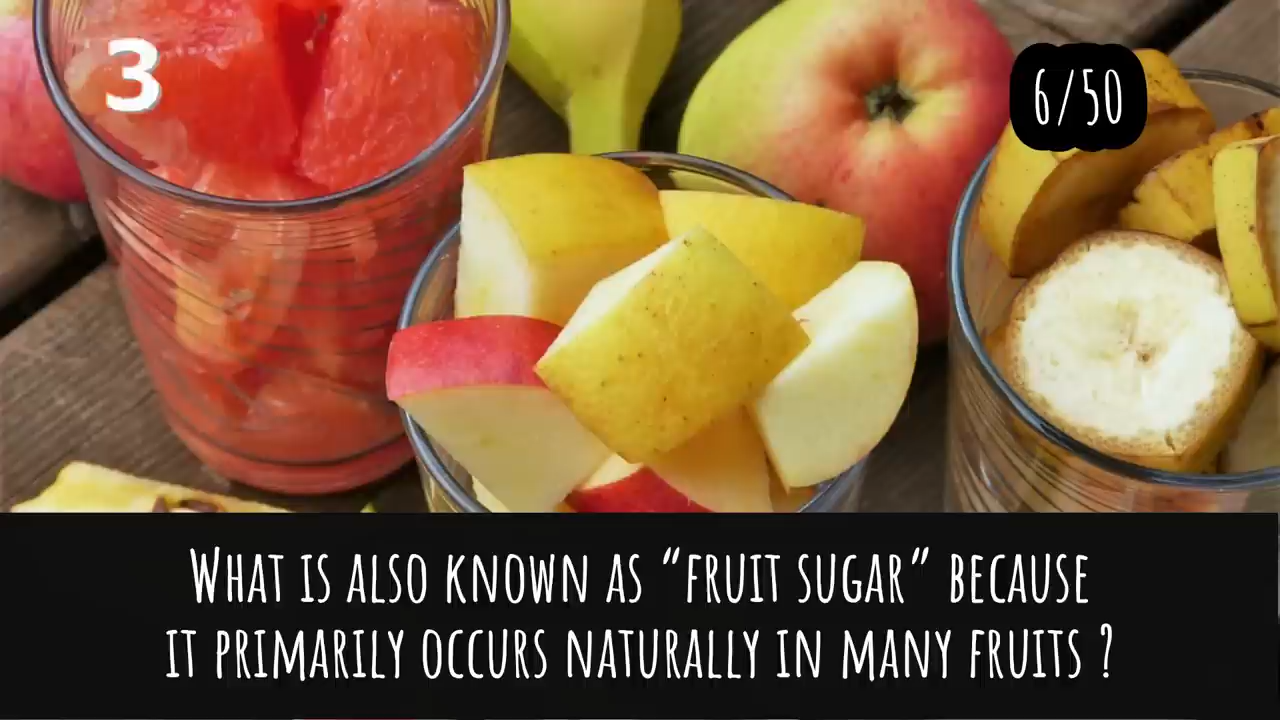 3
6/50
What is also known as “fruit sugar” because
it primarily occurs naturally in many fruits ?